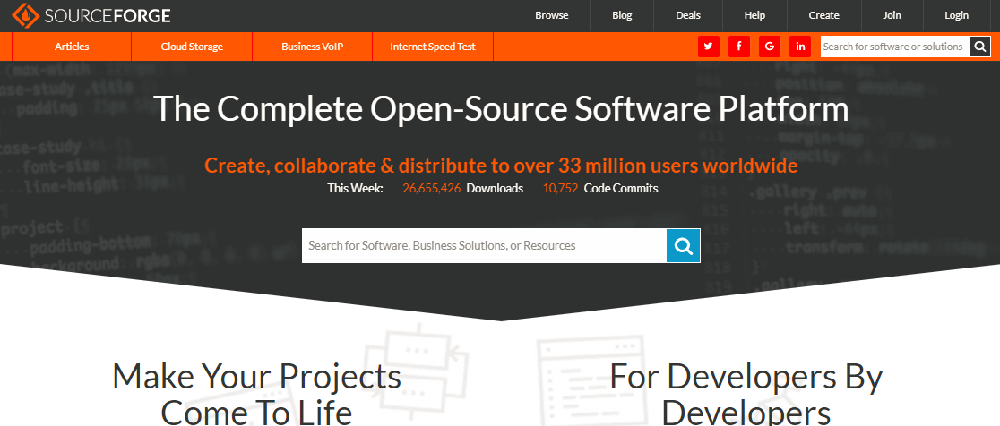 SOURCEFORGE
Browse
Blog
Deals
Help
Create
Join
Login
Articles
Cloud Storage
Business VoIP
Internet Speed Test
Search for software or solutions
The Complete Open-Source Software Platform
Create, collaborate & distribute to over 33 million users worldwide
This Week: 26,655,426 Downloads 10,752 Code Commits
Search for Software, Business Solutions, or Resources
Make Your Projects
Come To Life
For Developers By
Developers